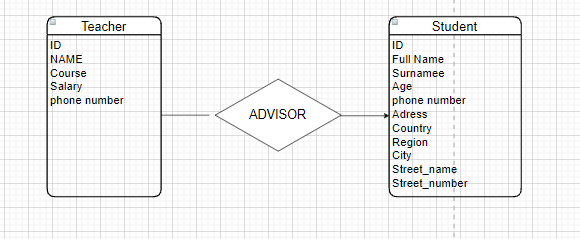 Teacher
ID
NAME
Course
Salary
phone number
ADVISOR
Student
ID
Full Name
Surnamee
Age
phone number
Adress
Country
Region
City
Street_name
Street_number